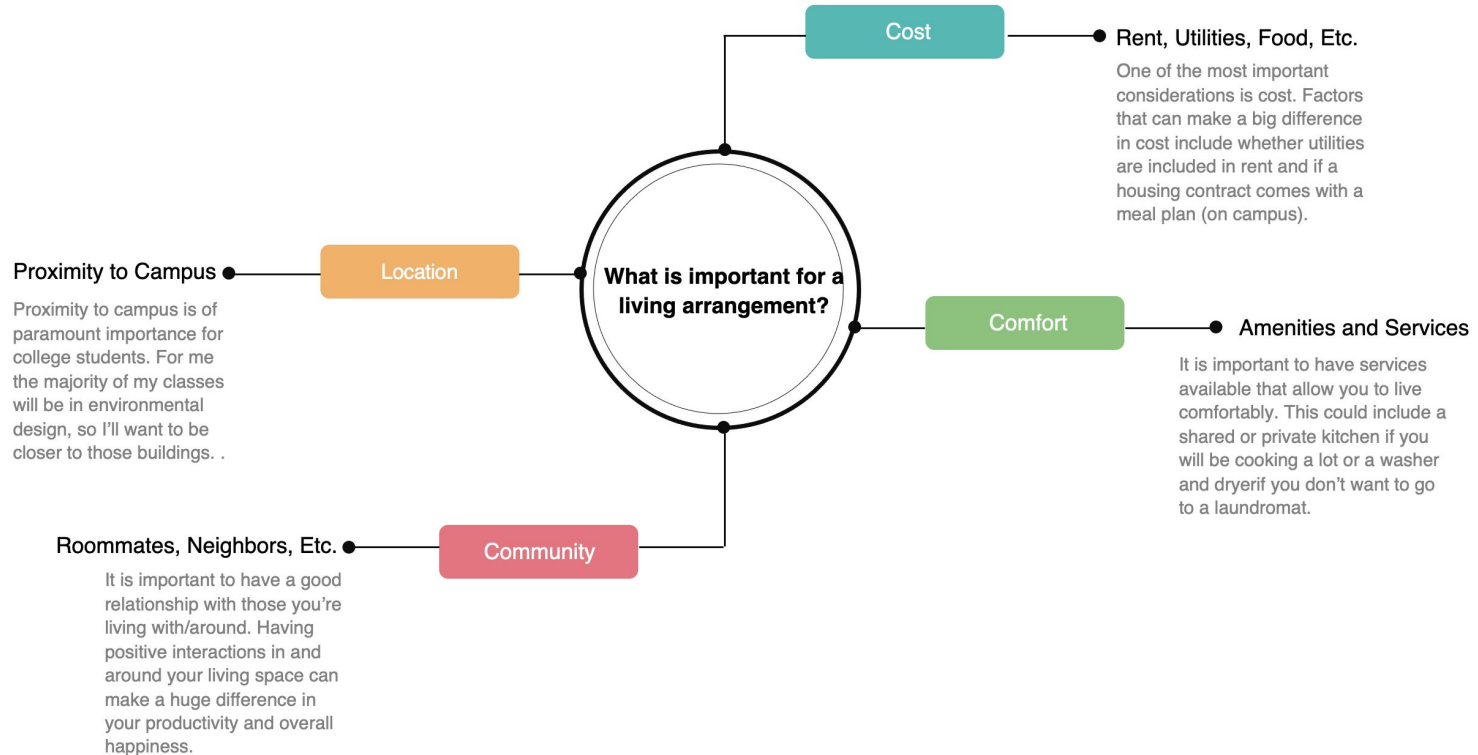 Cost
Rent, Utilities, Food, Etc.
One of the most important
considerations is cost. Factors
that can make a big difference
in cost include whether utilities
are included in rent and if a
housing contract comes with a
meal plan (on campus).
What is important for a
living arrangement?
Location
Proximity to Campus
Proximity to campus is of
paramount importance for
college students. For me
the majority of my classes
will be in environmental
design, so I’ll want to be
closer to those buildings. .
Comfort
Amenities and Services
It is important to have services
available that allow you to live
comfortably. This could include a
shared or private kitchen if you
will be cooking a lot or a washer
and dryerif you don’t want to go
to a laundromat.
Community
Roommates, Neighbors, Etc.
It is important to have a good
relationship with those you’re
living with/around. Having
positive interactions in and
around your living space can
make a huge difference in
your productivity and overall
happiness.